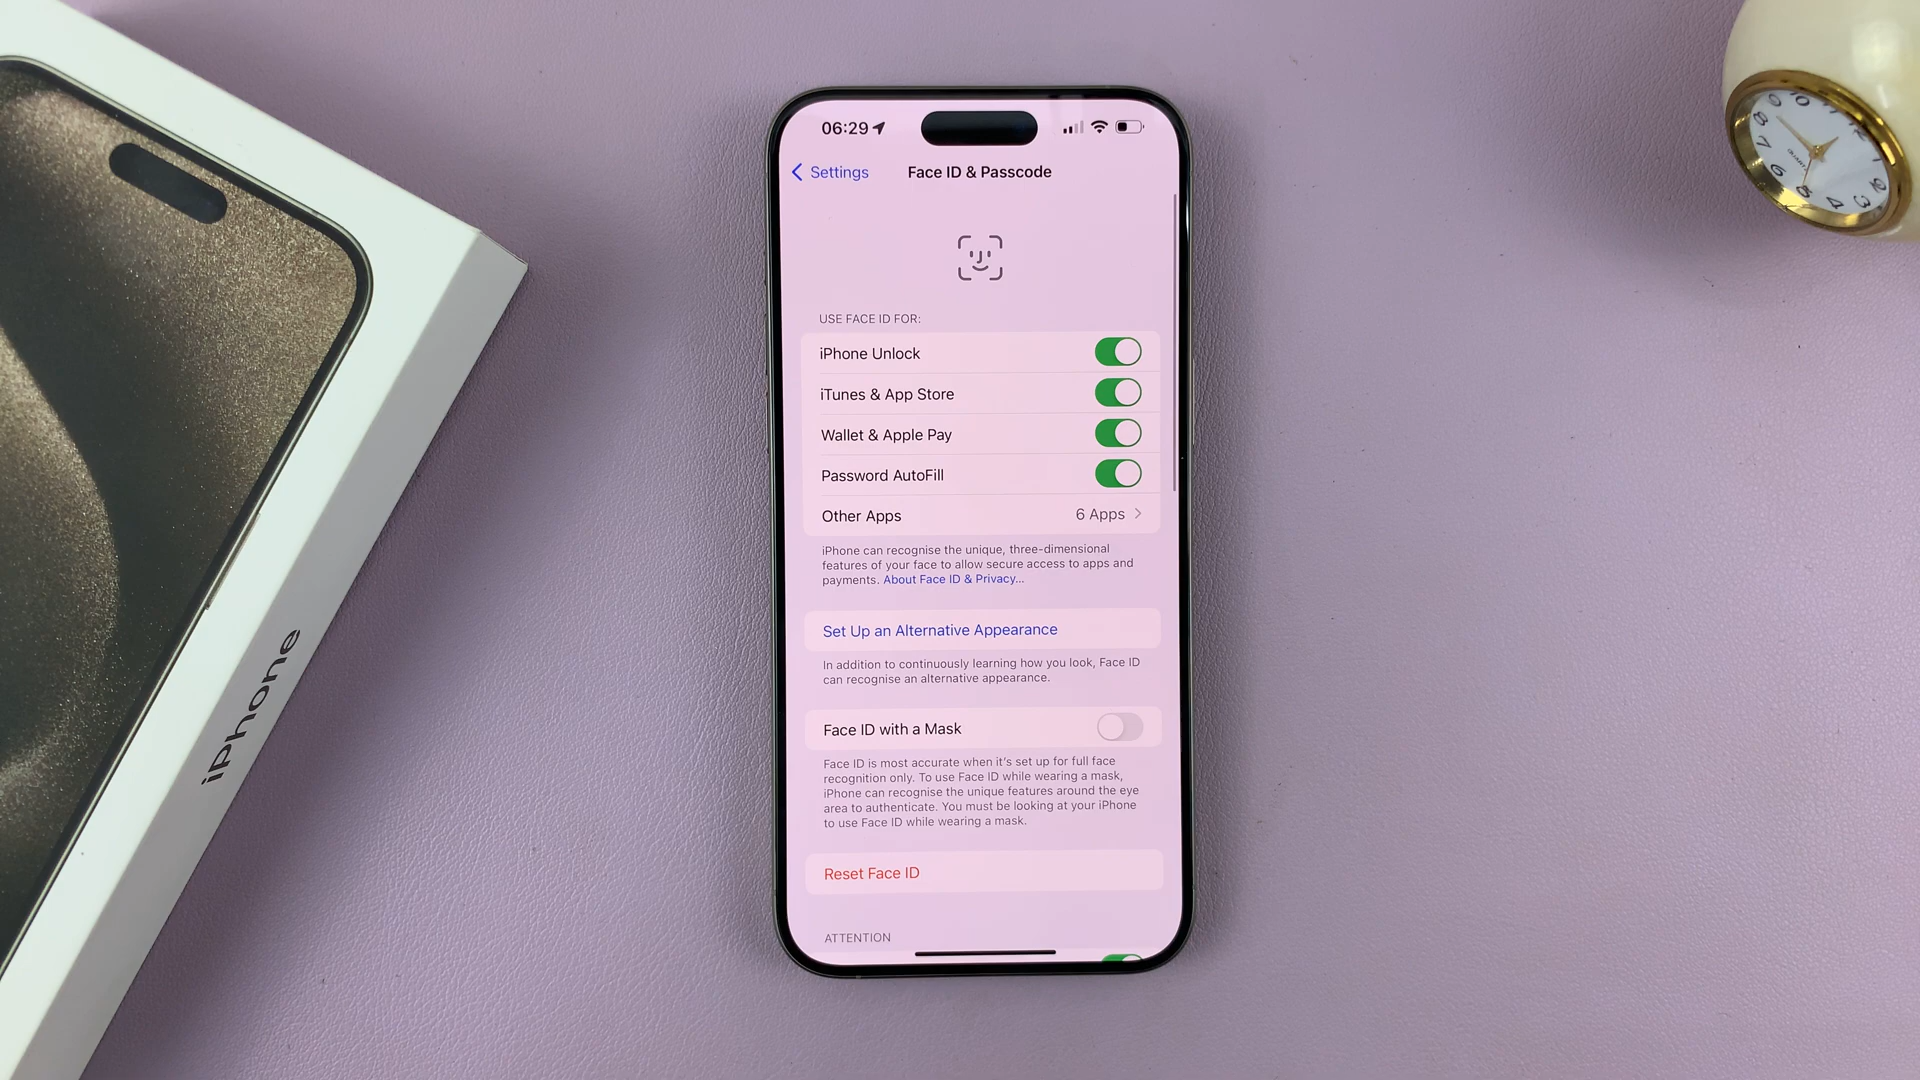 06:29
Settings
Face ID & Passcode
USE FACE ID FOR:
iPhone Unlock
iTunes & App Store
Wallet & Apple Pay
Password AutoFill
Other Apps 6 Apps
iPhone can recognise the unique, three-dimensional
features of your face to allow secure access to apps and
payments. About Face ID & Privacy...
Set Up an Alternative Appearance
In addition to continuously learning how you look, Face ID
can recognise an alternative appearance.
Face ID with a Mask
Face ID is most accurate when it's set up for full face
recognition only. To use Face ID while wearing a mask,
iPhone can recognise the unique features around the eye
area to authenticate. You must be looking at your iPhone
to use Face ID while wearing a mask.
Reset Face ID
ATTENTION
iPhone